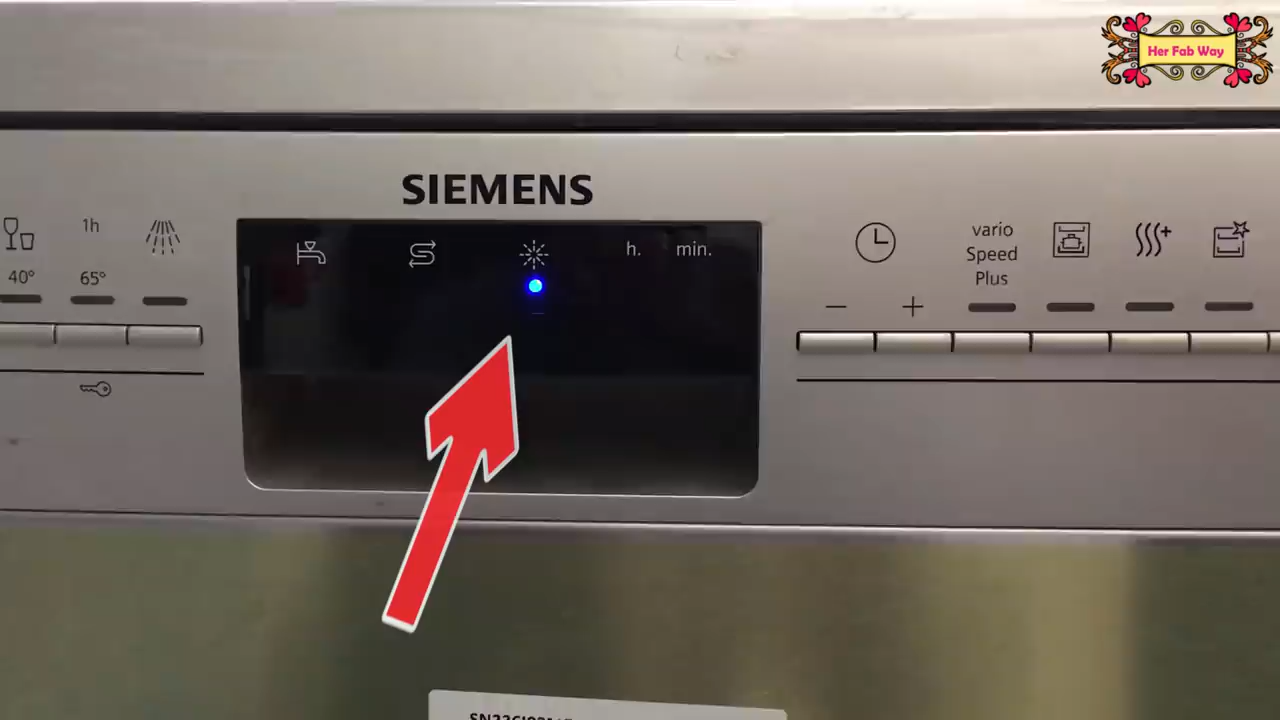 Her Fab Way
SIEMENS
1h
h.
min.
vario
Speed
Plus
40°
65°
- +